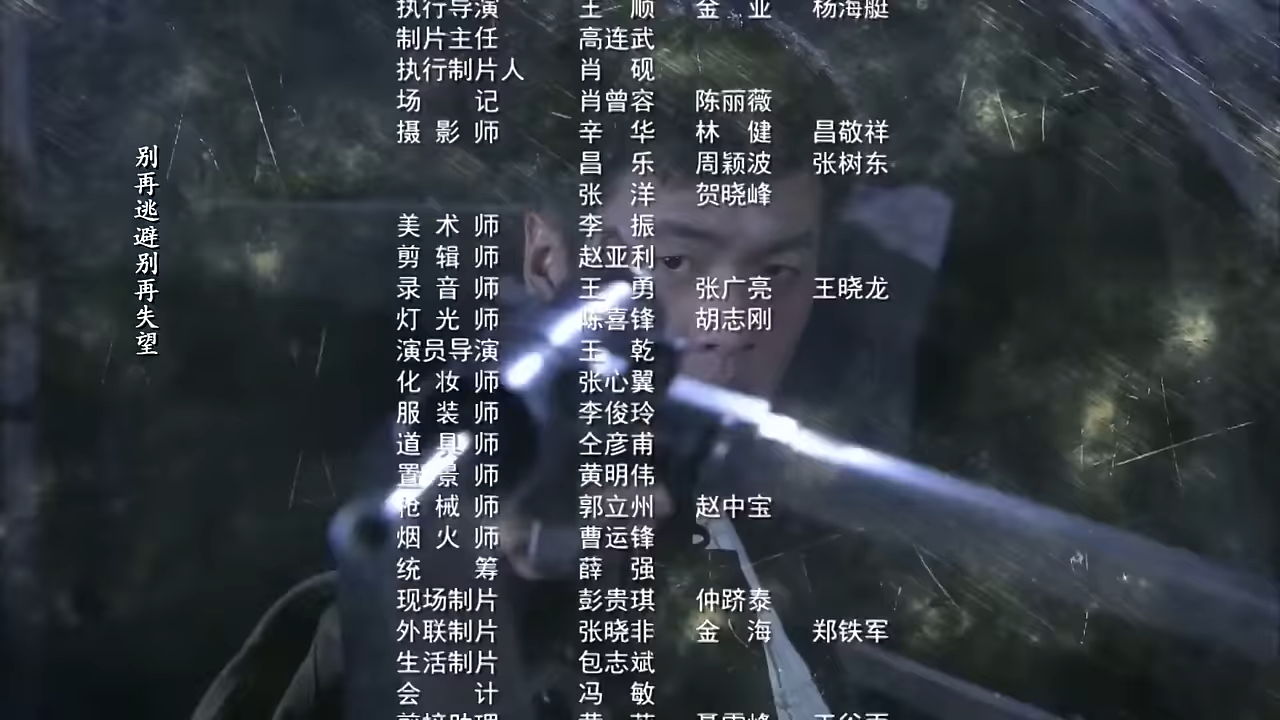 别再逃避别再失望
执行导演 王顺 金亚 杨海艇
制片主任 高连武
执行制片人 肖砚
场记 肖曾容 陈丽薇
摄影师 辛华 林健 昌敬祥
昌乐 周颖波 张树东
张洋 贺晓峰
美术师 李振
剪辑师 赵亚利
录音师 王勇 张广亮 王晓龙
灯光师 陈喜锋 胡志刚
演员导演 王乾
化妆师 张心翼
服装师 李俊玲
道具师 仝彦甫
置景师 黄明伟
枪械师 郭立州 赵中宝
烟火师 曹运锋
统筹 薛强
现场制片 彭贵琪 仲跻泰
外联制片 张晓非 金海 郑铁军
生活制片 包志斌
会计 冯敏